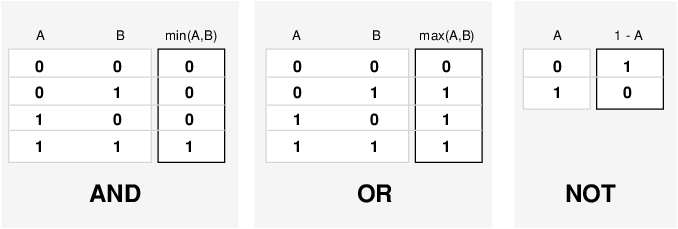 A B min(A,B)
0 0 0
0 1 0
1 0 0
1 1 1
AND
A B max(A,B)
0 0 0
0 1 1
1 0 1
1 1 1
OR
A 1 - A
0 1
1 0
NOT